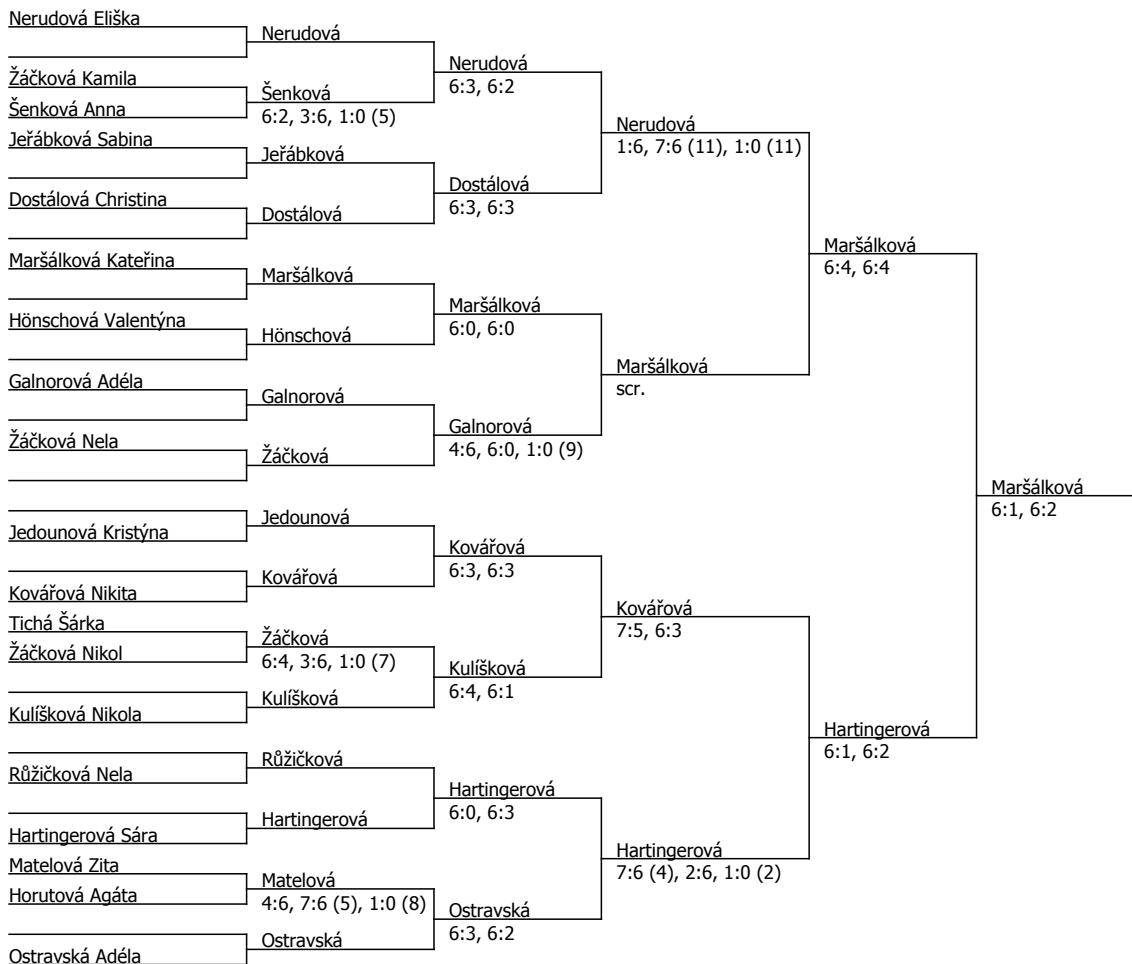 Nerudová Eliška
Nerudová
Nerudová
6:3, 6:2
Žáčková Kamila
Šenková
6:2, 3:6, 1:0 (5)
Šenková Anna
Nerudová
1:6, 7:6 (11), 1:0 (11)
Jeřábková Sabina
Jeřábková
Dostálová
6:3, 6:3
Dostálová Christina
Dostálová
Maršálková
6:4, 6:4
Maršálková Kateřina
Maršálková
Maršálková
6:0, 6:0
Hönschová Valentýna
Hönschová
Maršálková
scr.
Galnorová Adéla
Galnorová
Galnorová
4:6, 6:0, 1:0 (9)
Žáčková Nela
Žáčková
Maršálková
6:1, 6:2
Jedounová
Jedounová Kristýna
Kovářová
6:3, 6:3
Kovářová
Kovářová Nikita
Kovářová
7:5, 6:3
Tichá Šárka
Žáčková
6:4, 3:6, 1:0 (7)
Žáčková Nikol
Kulíšková
6:4, 6:1
Kulíšková
Kulíšková Nikola
Hartingerová
6:1, 6:2
Růžičková
Růžičková Nela
Hartingerová
6:0, 6:3
Hartingerová
Hartingerová Sára
Hartingerová
7:6 (4), 2:6, 1:0 (2)
Matelová Zita
Matelová
4:6, 7:6 (5), 1:0 (8)
Horutová Agáta
Ostravská
6:3, 6:2
Ostravská
Ostravská Adéla